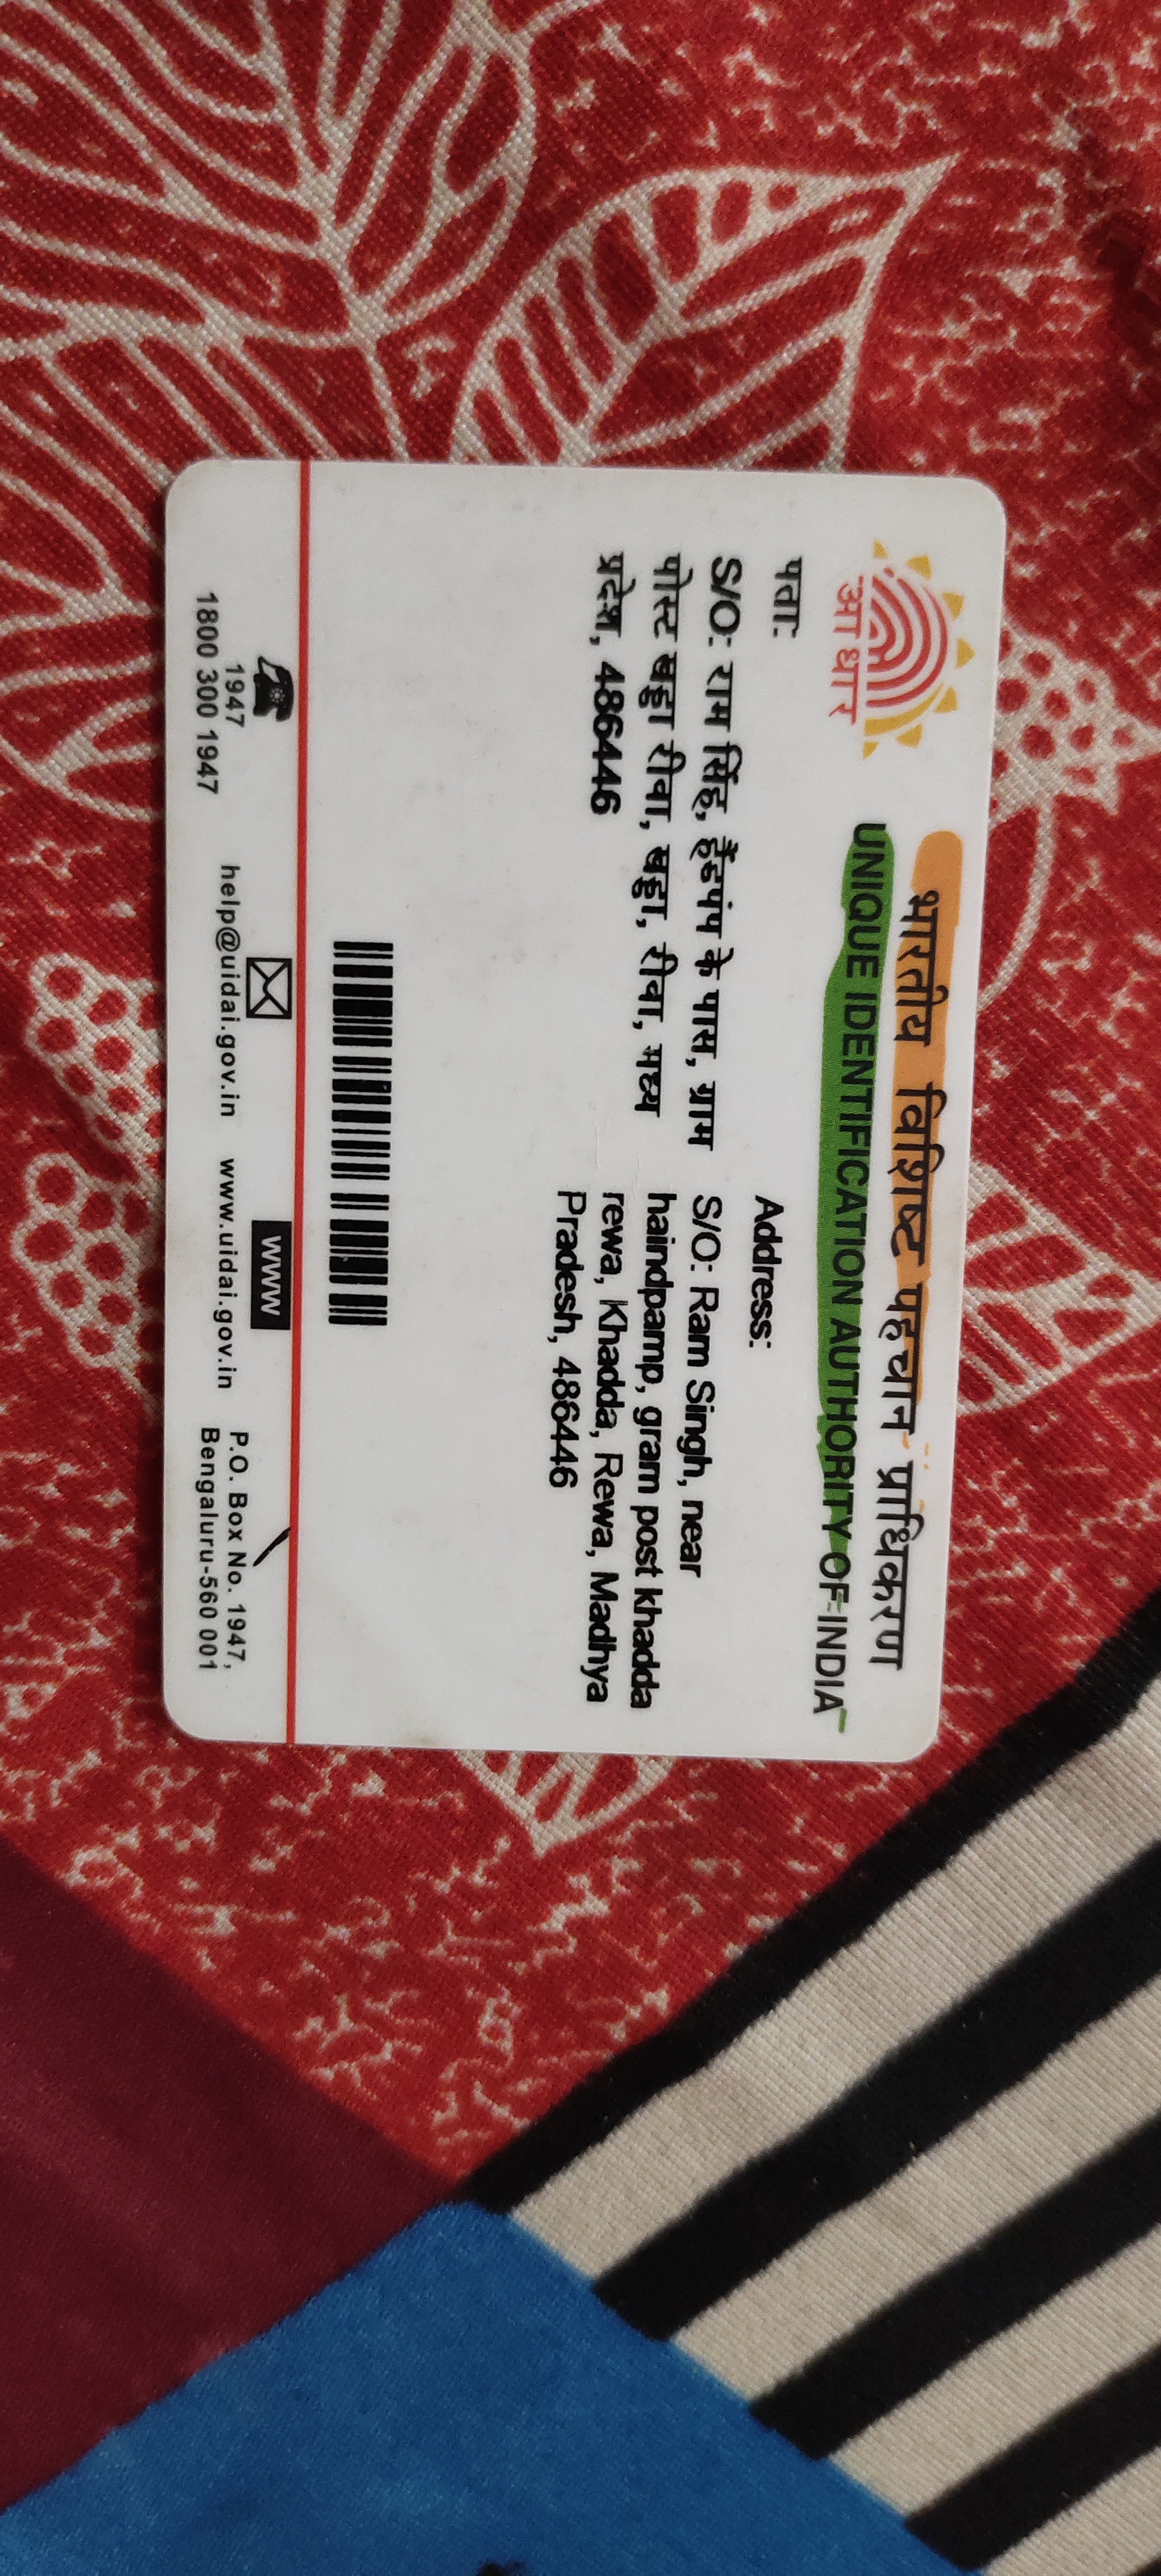 आधार
भारतीय विशिष्ट पहचान प्राधिकरण
UNIQUE IDENTIFICATION AUTHORITY OF INDIA
पता:
S/O: राम सिंह, हैंडपंप के पास, ग्राम
पोस्ट खड्डा रीवा, खड्डा, रीवा, मध्य
प्रदेश, 486446
Address:
S/O: Ram Singh, near
haindpamp, gram post khadda
rewa, Khadda, Rewa, Madhya
Pradesh, 486446
1947
1800 300 1947
help@uidai.gov.in
WWW
www.uidai.gov.in
P.O. Box No. 1947,
Bengaluru-560 001